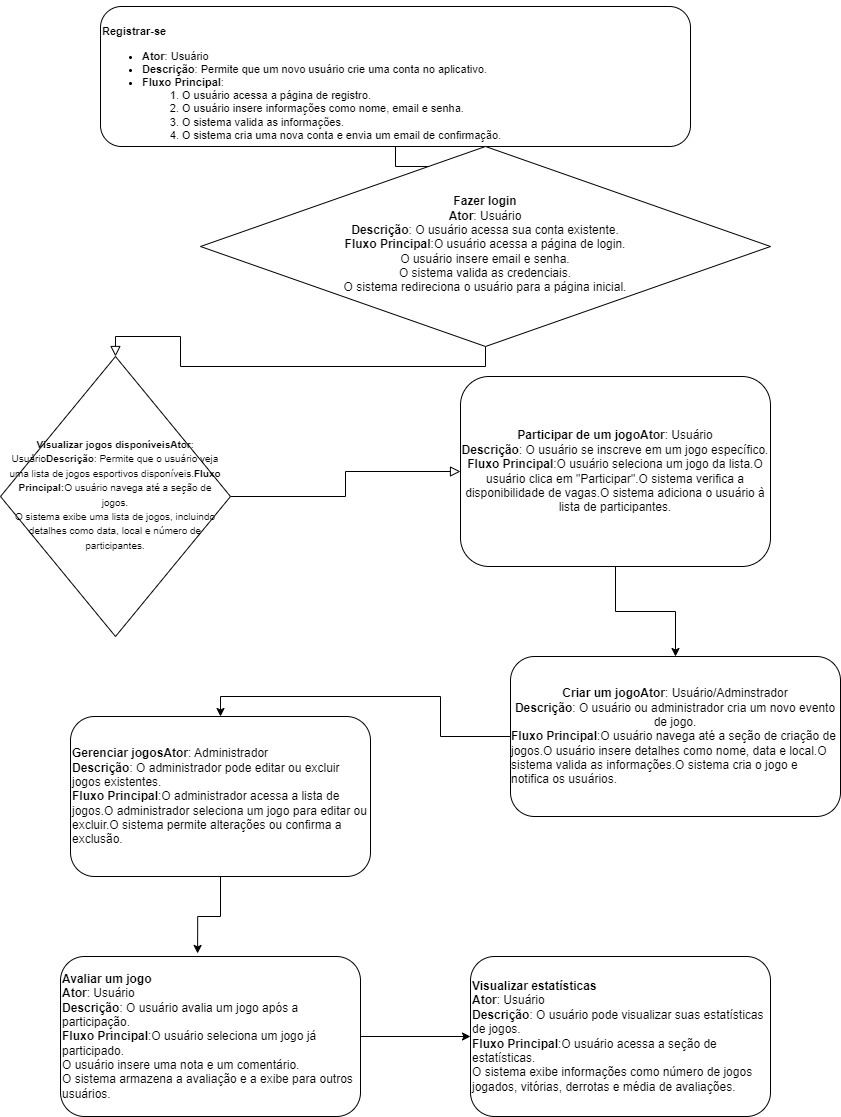 Registrar-se
Ator: Usuário
Descrição: Permite que um novo usuário crie uma conta no aplicativo.
Fluxo Principal:
1. O usuário acessa a página de registro.
2. O usuário insere informações como nome, email e senha.
3. O sistema valida as informações.
4. O sistema cria uma nova conta e envia um email de confirmação.
Fazer login
Ator: Usuário
Descrição: O usuário acessa sua conta existente.
Fluxo Principal:O usuário acessa a página de login.
O usuário insere email e senha.
O sistema valida as credenciais.
O sistema redireciona o usuário para a página inicial.
Visualizar jogos disponíveisAtor:
UsuárioDescrição: Permite que o usuário veja
uma lista de jogos esportivos disponíveis.Fluxo
Principal:O usuário navega até a seção de
jogos.
O sistema exibe uma lista de jogos, incluindo
detalhes como data, local e número de
participantes.
Participar de um jogoAtor: Usuário
Descrição: O usuário se inscreve em um jogo específico.
Fluxo Principal:O usuário seleciona um jogo da lista.O
usuário clica em "Participar".O sistema verifica a
disponibilidade de vagas.O sistema adiciona o usuário à
lista de participantes.
Criar um jogoAtor: Usuário/Adminstrador
Descrição: O usuário ou administrador cria um novo evento
de jogo.
Fluxo Principal:O usuário navega até a seção de criação de
jogos.O usuário insere detalhes como nome, data e local.O
sistema valida as informações.O sistema cria o jogo e
notifica os usuários.
Gerenciar jogosAtor: Administrador
Descrição: O administrador pode editar ou excluir
jogos existentes.
Fluxo Principal:O administrador acessa a lista de
jogos.O administrador seleciona um jogo para editar ou
excluir.O sistema permite alterações ou confirma a
exclusão.
Avaliar um jogo
Ator: Usuário
Descrição: O usuário avalia um jogo após a
participação.
Fluxo Principal:O usuário seleciona um jogo já
participado.
O usuário insere uma nota e um comentário.
O sistema armazena a avaliação e a exibe para outros
usuários.
Visualizar estatísticas
Ator: Usuário
Descrição: O usuário pode visualizar suas estatísticas
de jogos.
Fluxo Principal:O usuário acessa a seção de
estatísticas.
O sistema exibe informações como número de jogos
jogados, vitórias, derrotas e média de avaliações.